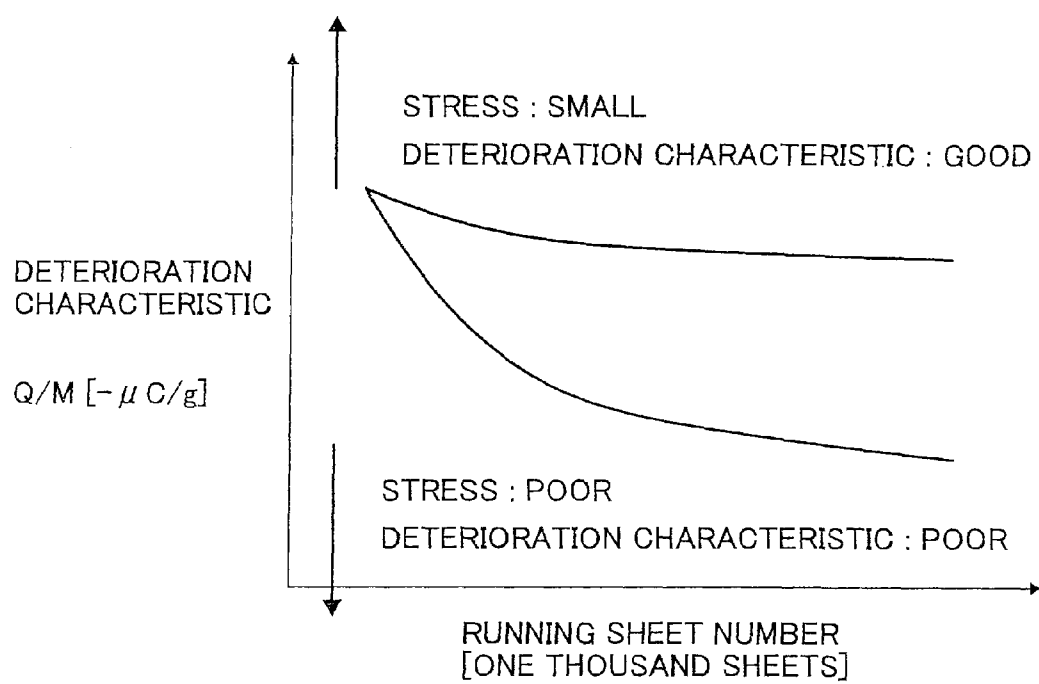 STRESS : SMALL
DETERIORATION CHARACTERISTIC : GOOD
DETERIORATION
CHARACTERISTIC
Q/M [-μC/g]
STRESS : POOR
DETERIORATION CHARACTERISTIC : POOR
RUNNING SHEET NUMBER
[ONE THOUSAND SHEETS]